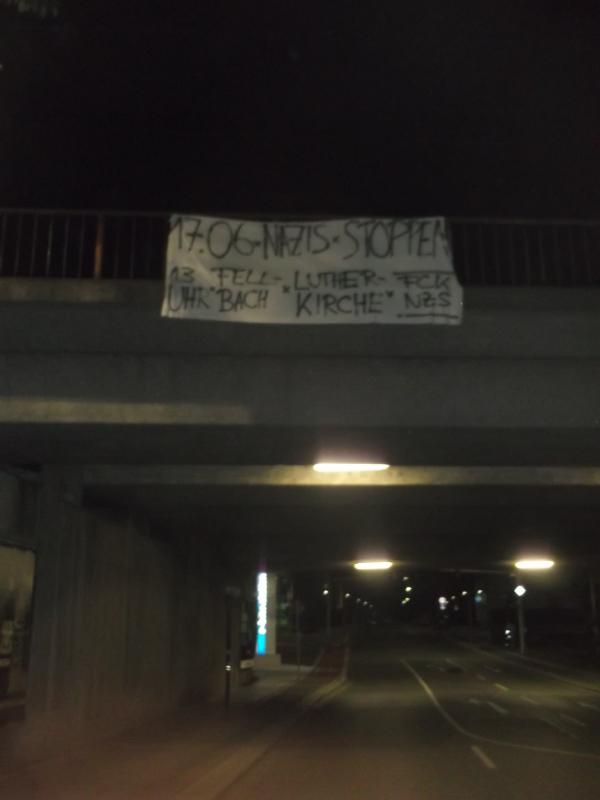 17.06•NAZIS•STOPPEN
13 FELL- LUTHER- FCK
UHR•BACH•KIRCHE•NZS